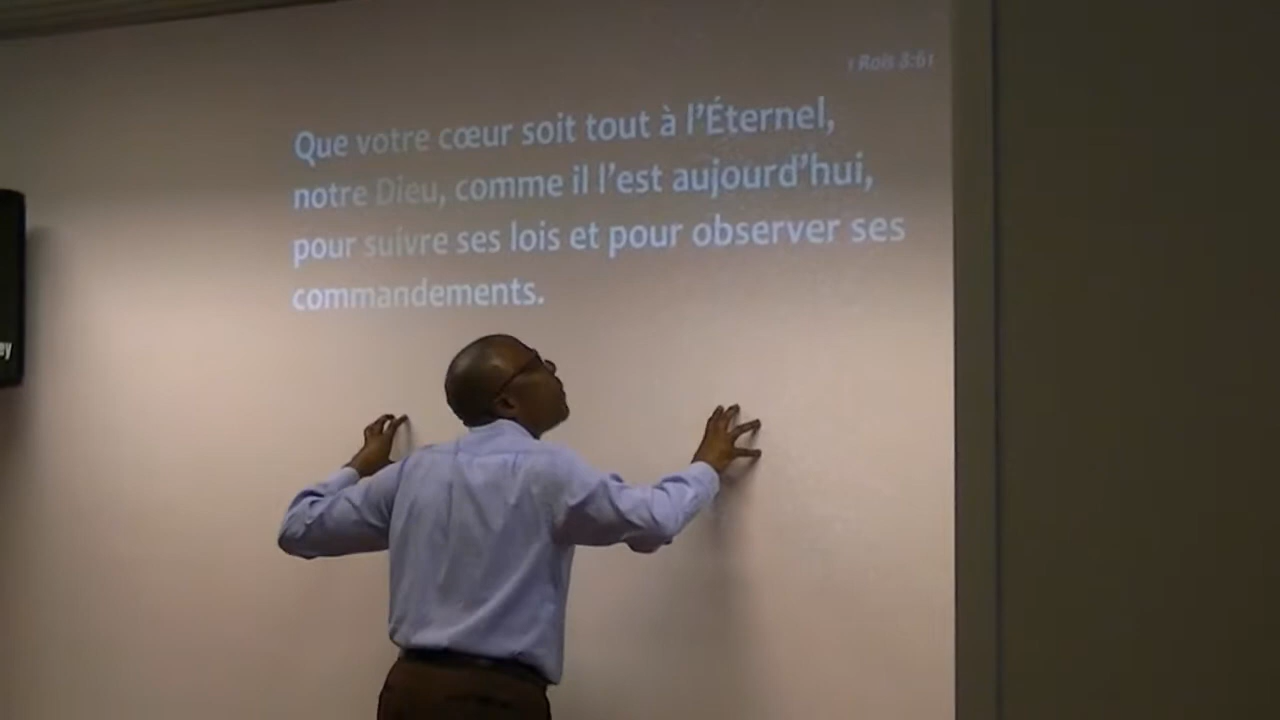 1 Rois 8:61
Que votre cœur soit tout à l’Éternel,
notre Dieu, comme il l’est aujourd’hui,
pour suivre ses lois et pour observer ses
commandements.
ey